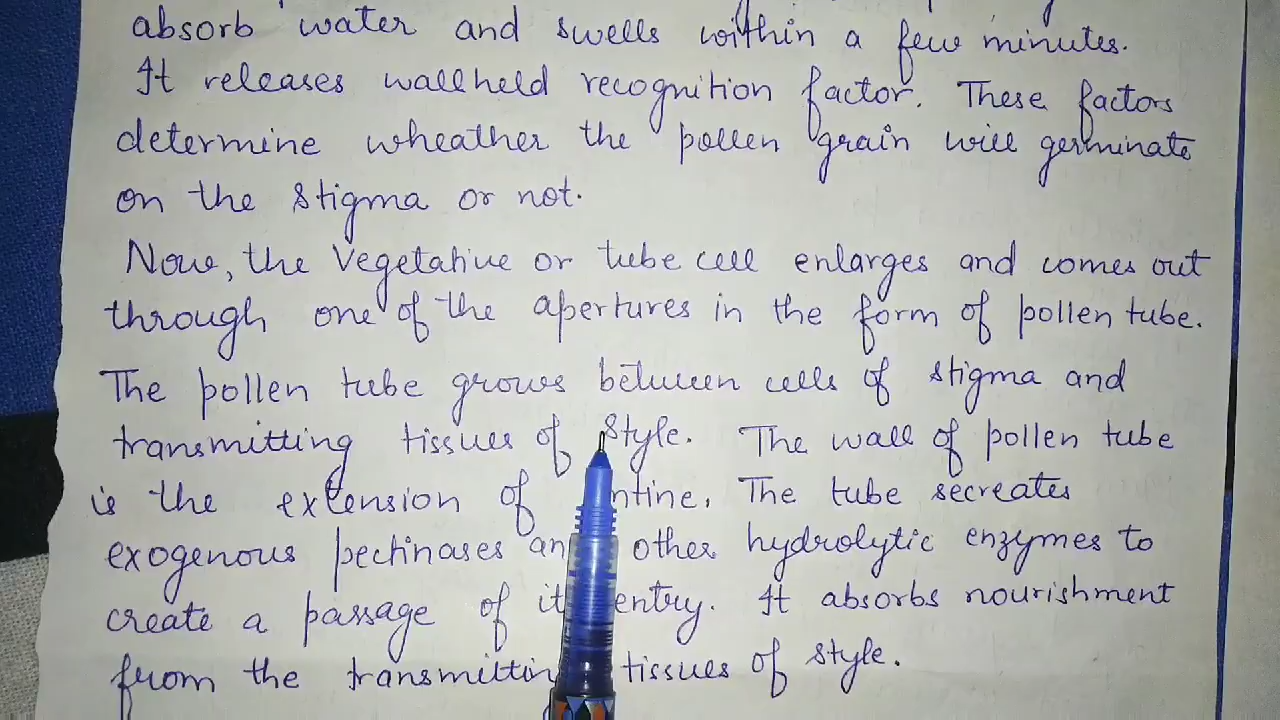 absorb water and swells within a few minutes.
It releases wallheld recognition factor. These factors
determine wheather the pollen grain will germinate
on the stigma or not.
Now, the Vegetative or tube cell enlarges and comes out
through one of the apertures in the form of pollen tube.
The pollen tube grows between cells of stigma and
transmitting tissues of style. The wall of pollen tube
is the extension of ntine. The tube secreates
exogenous pectinases an other hydrolytic enzymes to
create a passage of it entry. It absorbs nourishment
from the transmittin tissues of style.